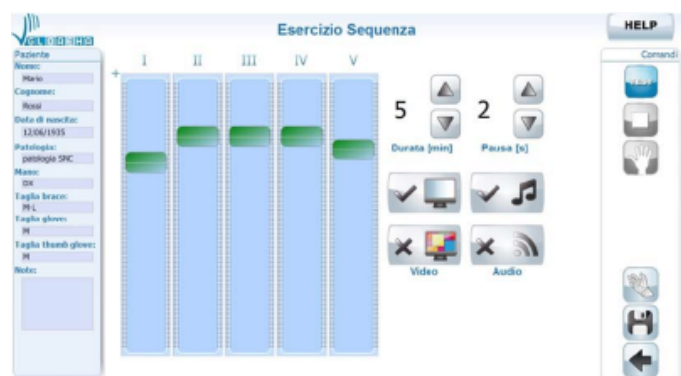 GLOREHA
Esercizio Sequenza
HELP
Paziente
Nome:
Mario
Cognome:
Rossi
Data di nascita:
12/06/1935
Patologia:
patologia SNC
Mano:
DX
Taglia brace:
M-L
Taglia glove:
M
Taglia thumb glove:
M
Note:
+
I II III IV V
5
Durata [min]
2
Pausa [s]
Video
Audio
Comandi